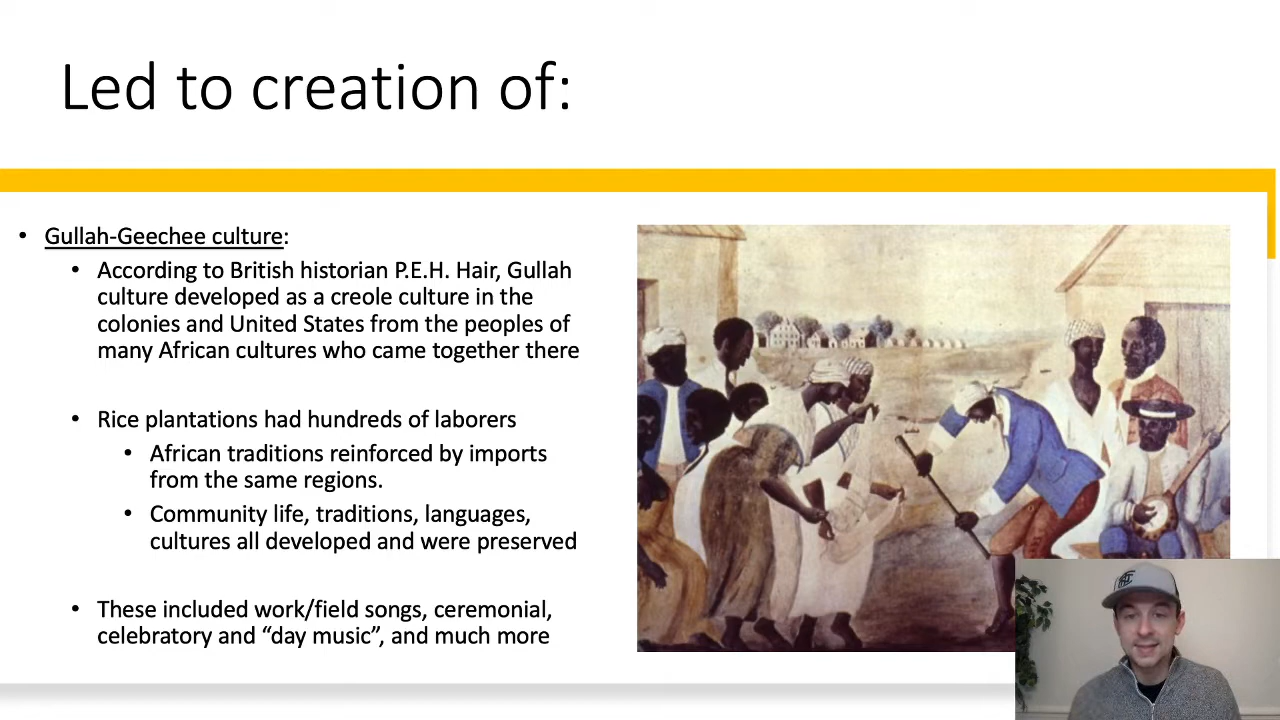 Led to creation of:
• Gullah-Geechee culture:
• According to British historian P.E.H. Hair, Gullah
culture developed as a creole culture in the
colonies and United States from the peoples of
many African cultures who came together there
• Rice plantations had hundreds of laborers
• African traditions reinforced by imports
from the same regions.
• Community life, traditions, languages,
cultures all developed and were preserved
• These included work/field songs, ceremonial,
celebratory and “day music”, and much more